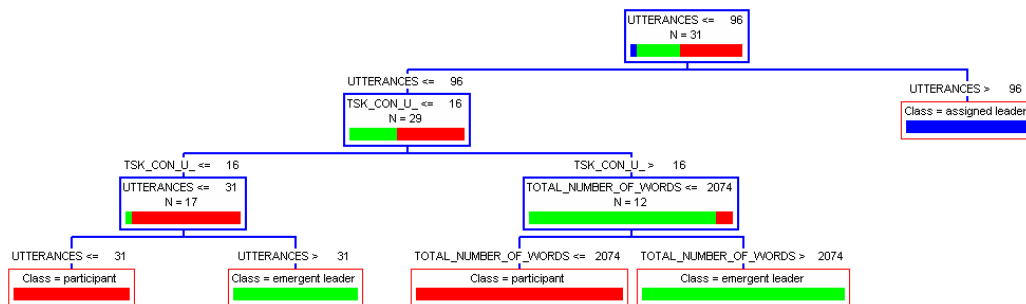 UTTERANCES <= 96
N = 31
UTTERANCES <= 96
UTTERANCES > 96
TSK_CON_U_ <= 16
N = 29
Class = assigned leader
TSK_CON_U_ <= 16
TSK_CON_U_ > 16
UTTERANCES <= 31
N = 17
TOTAL_NUMBER_OF_WORDS <= 2074
N = 12
UTTERANCES <= 31
UTTERANCES > 31
TOTAL_NUMBER_OF_WORDS <= 2074
TOTAL_NUMBER_OF_WORDS > 2074
Class = participant
Class = emergent leader
Class = participant
Class = emergent leader